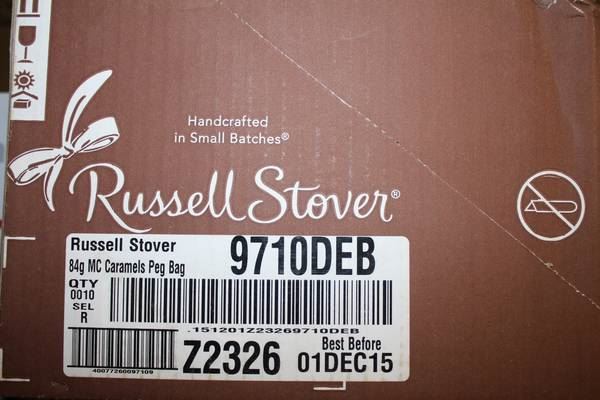 Handcrafted
in Small Batches®
Russell Stover®
Russell Stover 9710DEB
84g MC Caramels Peg Bag
QTY
0010
SEL
R
.151201Z23269710DEB
Z2326
Best Before
01DEC15
40077260097109